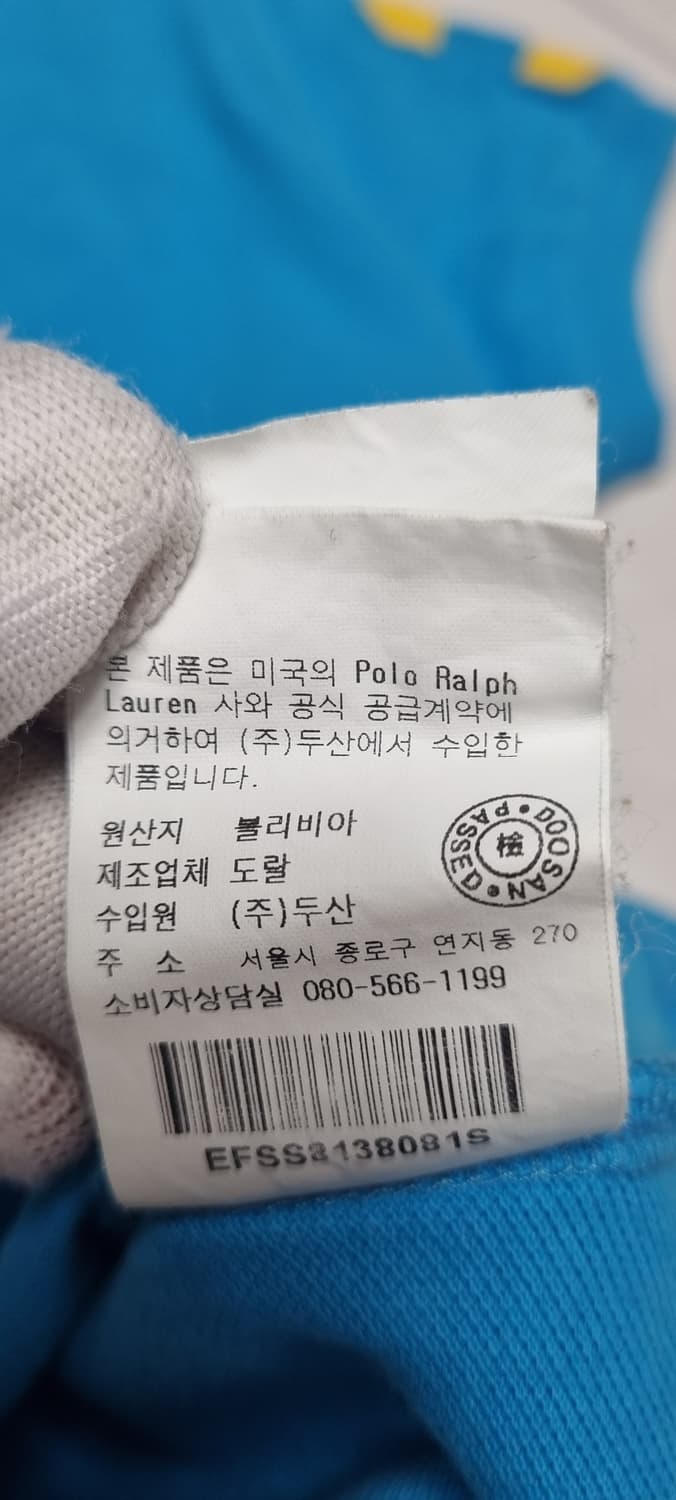 본 제품은 미국의 Polo Ralph
Lauren 사와 공식 공급계약에
의거하여 (주)두산에서 수입한
제품입니다.
원산지 볼리비아
제조업체 도랄
수입원 (주)두산
주 소 서울시 종로구 연지동 270
소비자상담실 080-566-1199
DOOSAN PASSED
檢
EFSS3138081S